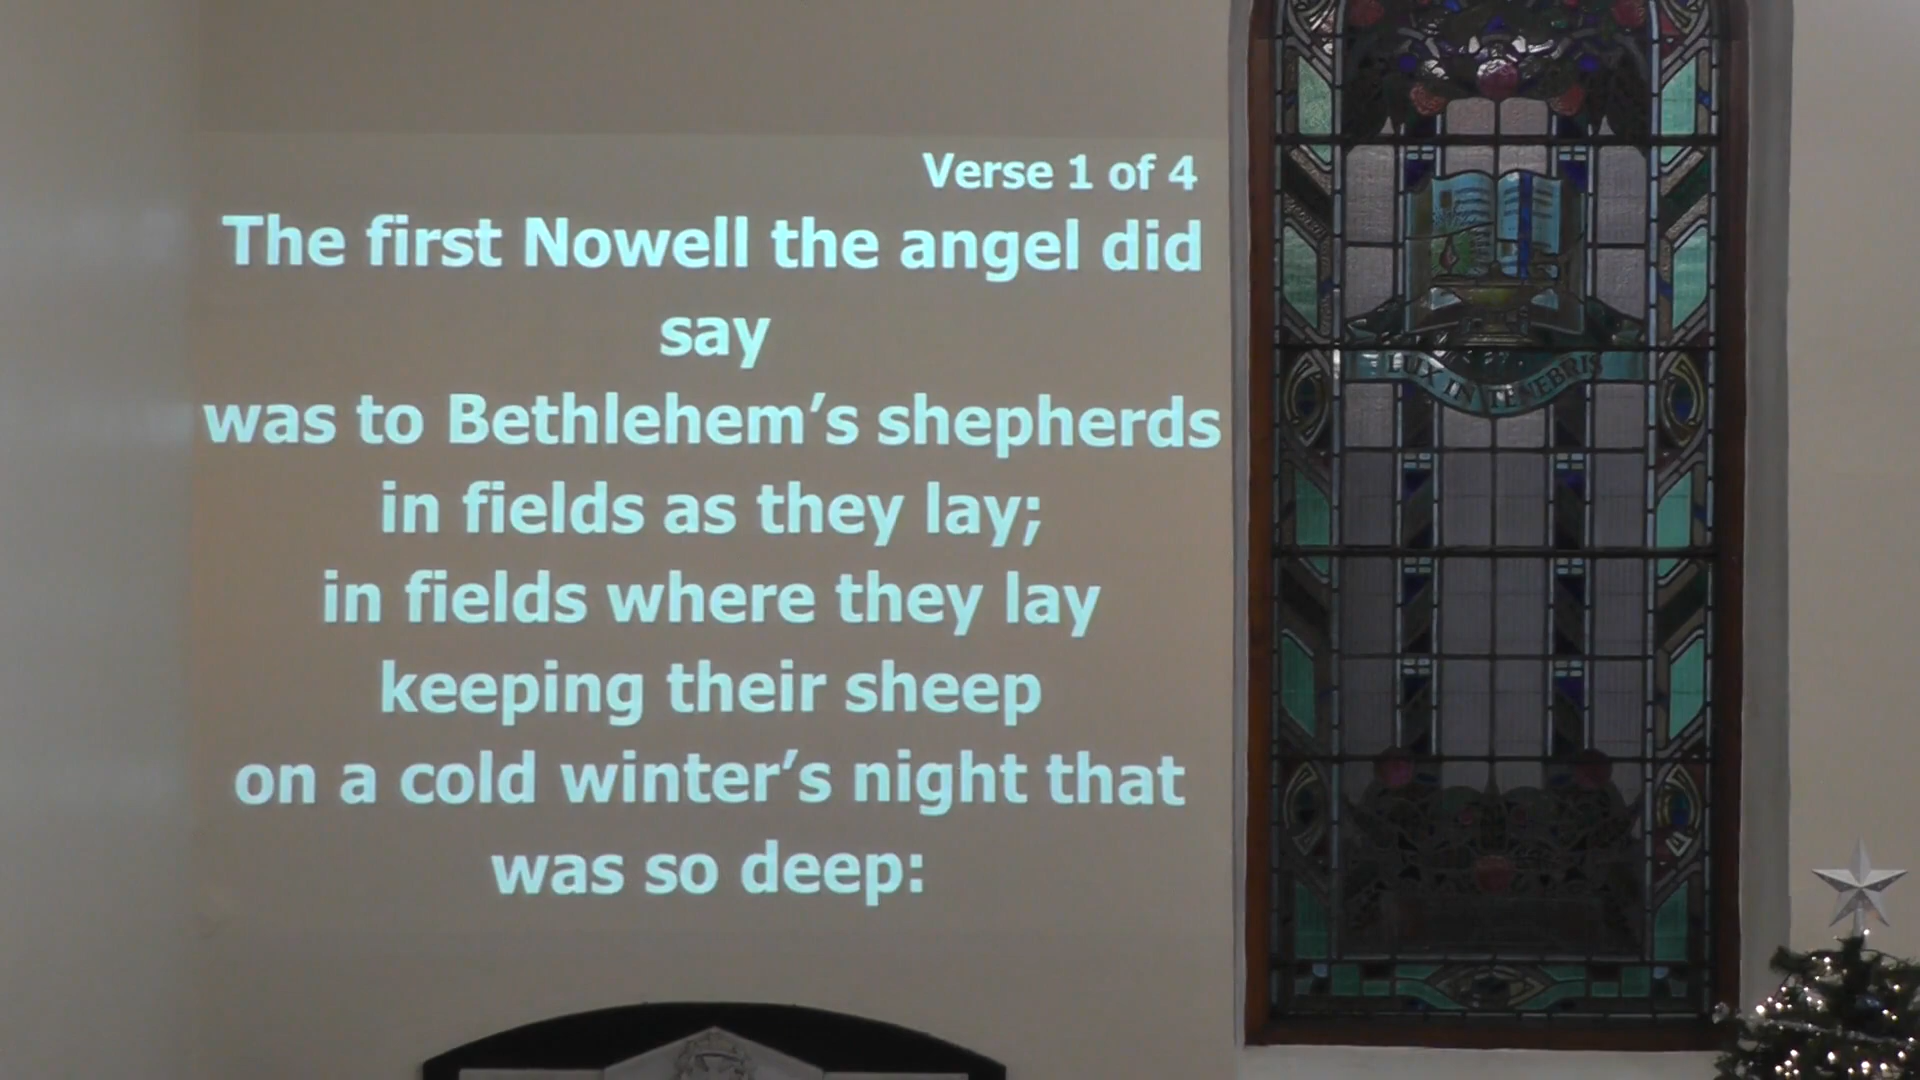 Verse 1 of 4
The first Nowell the angel did
say
was to Bethlehem’s shepherds
in fields as they lay;
in fields where they lay
keeping their sheep
on a cold winter’s night that
was so deep:
LUX IN TENEBRIS